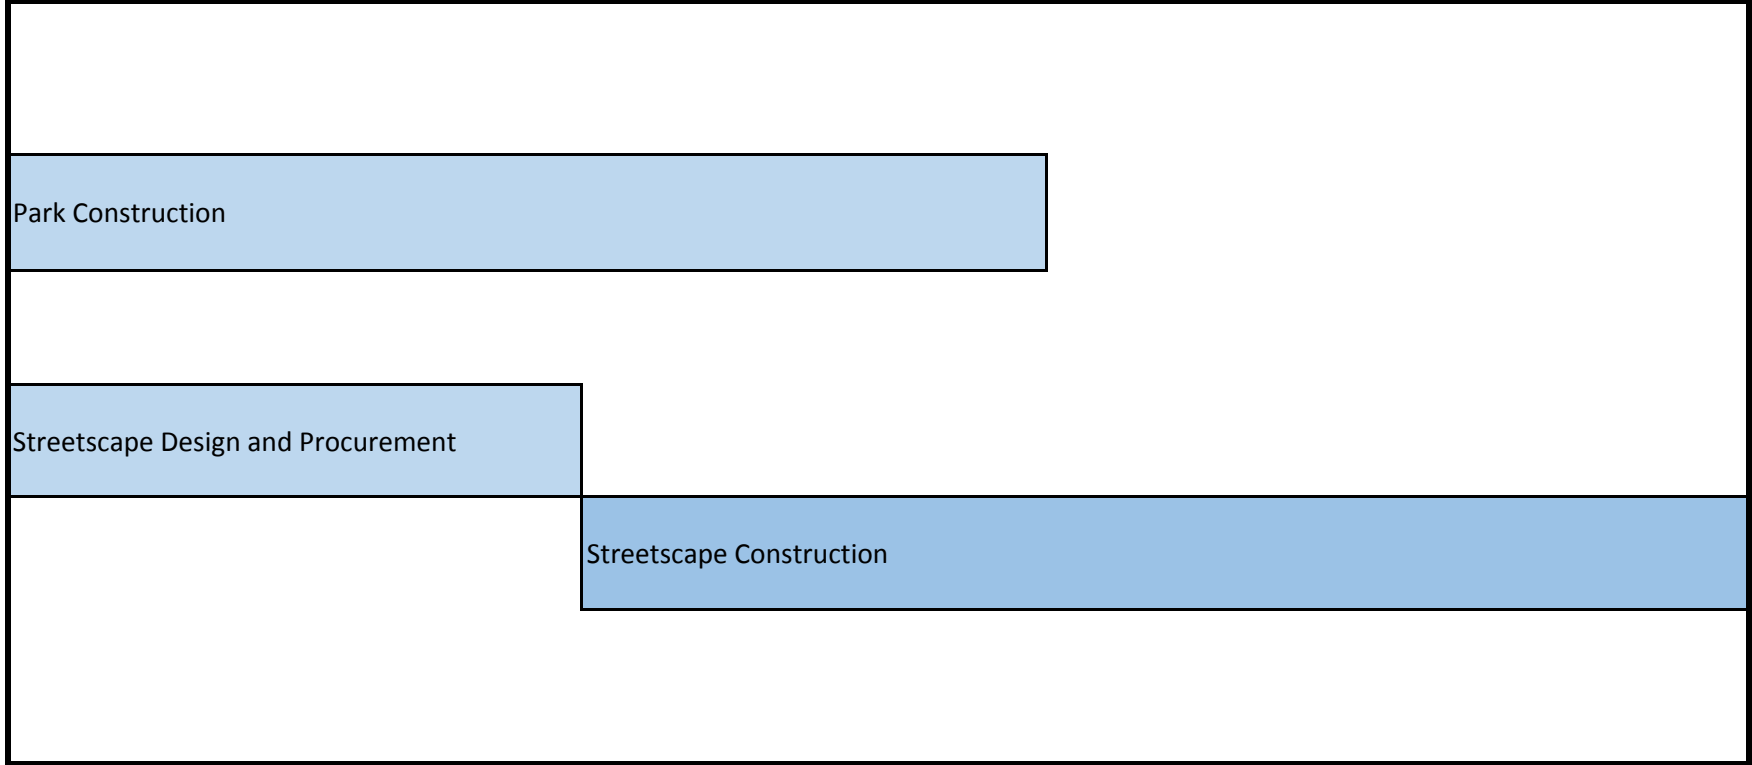 Park Construction
Streetscape Design and Procurement
Streetscape Construction